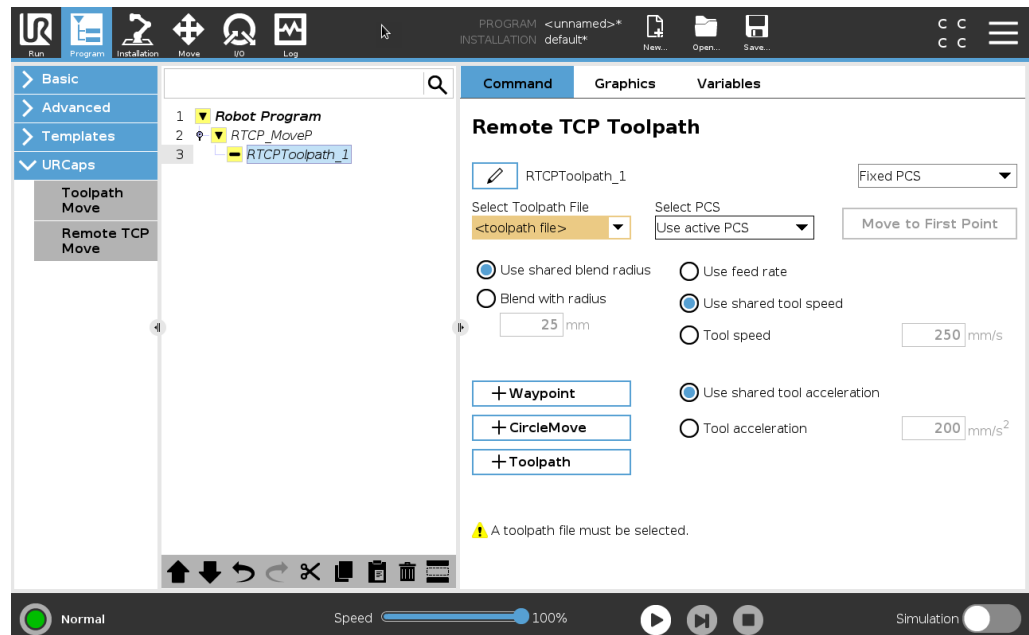 PROGRAM <unnamed>*
INSTALLATION default*
UR
Run Program Installation Move I/O Log New... Open... Save...
C C
C C
Basic
Advanced
Templates
URCaps
Toolpath
Move
Remote TCP
Move
1 Robot Program
2 RTCP_MoveP
3 RTCPToolpath_1
Command Graphics Variables
Remote TCP Toolpath
RTCPToolpath_1 Fixed PCS
Select Toolpath File Select PCS
<toolpath file> Use active PCS Move to First Point
Use shared blend radius Use feed rate
Blend with radius Use shared tool speed
25 mm Tool speed 250 mm/s
+ Waypoint Use shared tool acceleration
+ CircleMove Tool acceleration 200 mm/s²
+ Toolpath
A toolpath file must be selected.
Normal Speed 100% Simulation